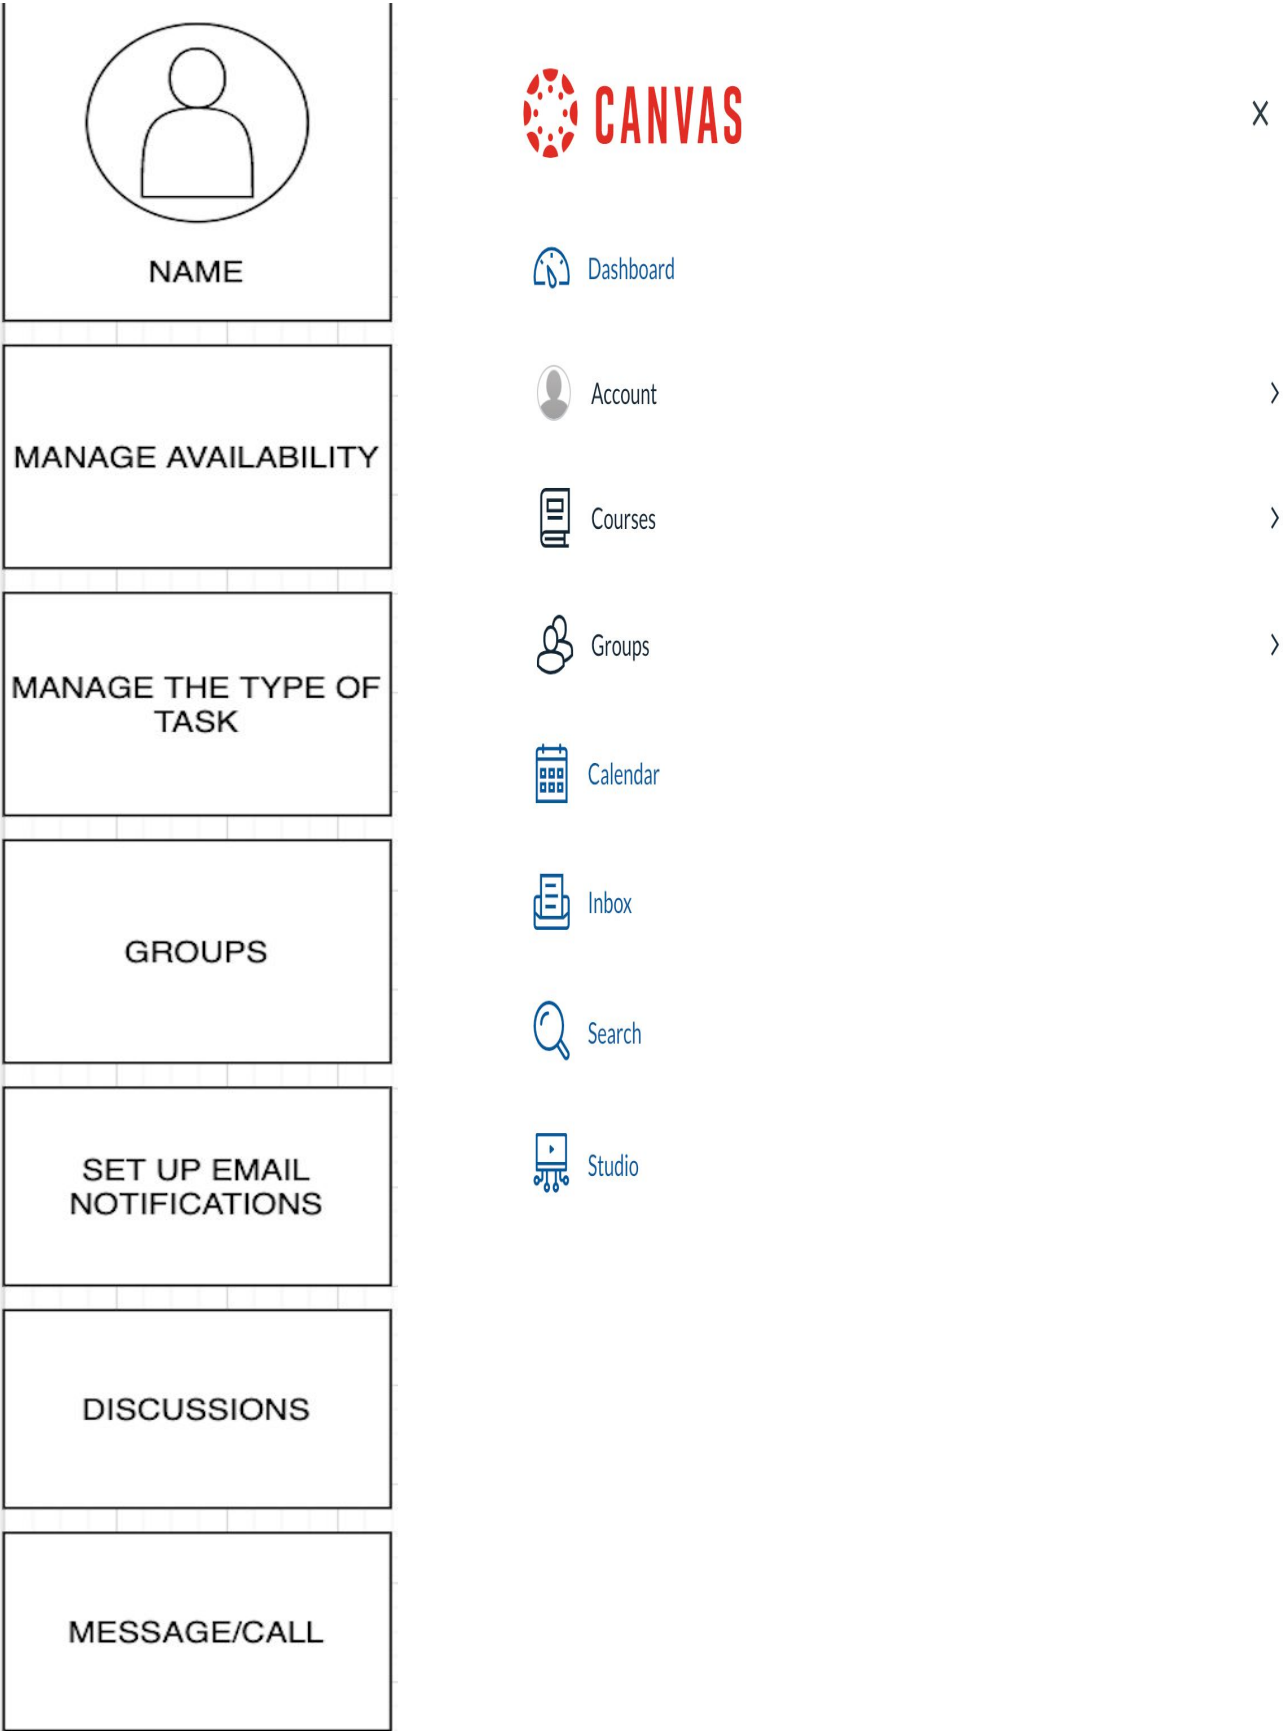 NAME
MANAGE AVAILABILITY
MANAGE THE TYPE OF
TASK
GROUPS
SET UP EMAIL
NOTIFICATIONS
DISCUSSIONS
MESSAGE/CALL
CANVAS
X
Dashboard
Account
Courses
Groups
Calendar
Inbox
Search
Studio